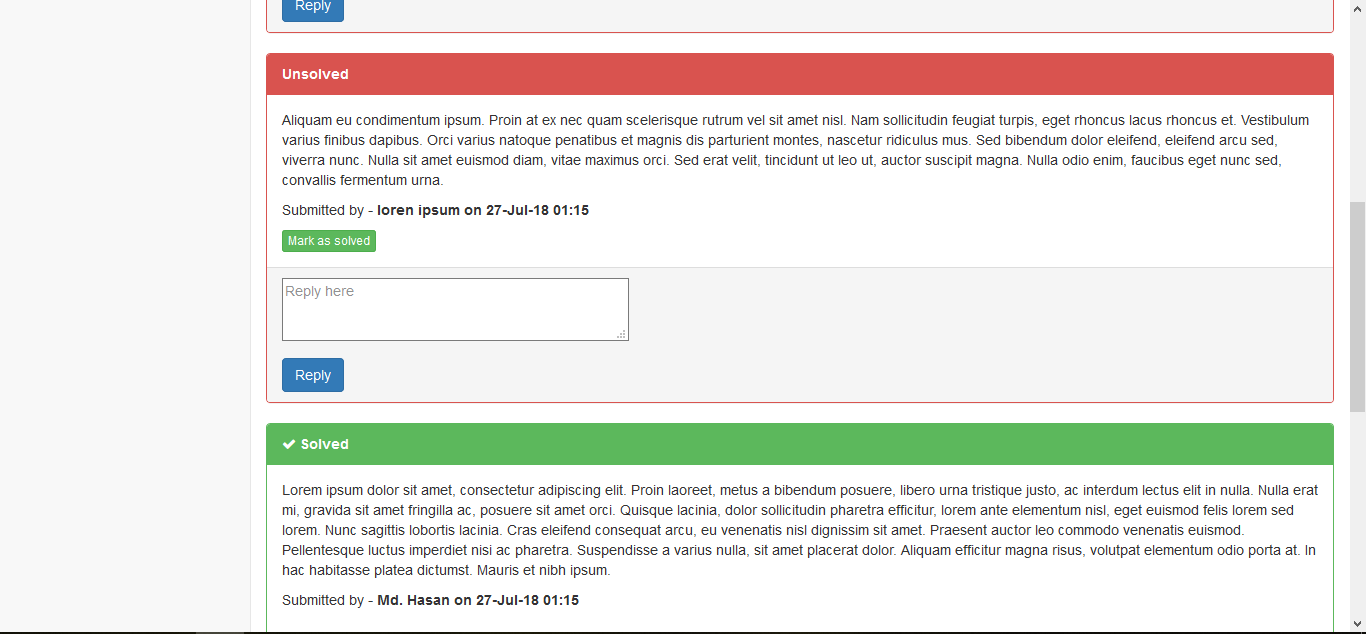 Reply
Unsolved
Aliquam eu condimentum ipsum. Proin at ex nec quam scelerisque rutrum vel sit amet nisl. Nam sollicitudin feugiat turpis, eget rhoncus lacus rhoncus et. Vestibulum
varius finibus dapibus. Orci varius natoque penatibus et magnis dis parturient montes, nascetur ridiculus mus. Sed bibendum dolor eleifend, eleifend arcu sed,
viverra nunc. Nulla sit amet euismod diam, vitae maximus orci. Sed erat velit, tincidunt ut leo ut, auctor suscipit magna. Nulla odio enim, faucibus eget nunc sed,
convallis fermentum urna.
Submitted by - loren ipsum on 27-Jul-18 01:15
Mark as solved
Reply here
Reply
Solved
Lorem ipsum dolor sit amet, consectetur adipiscing elit. Proin laoreet, metus a bibendum posuere, libero urna tristique justo, ac interdum lectus elit in nulla. Nulla erat
mi, gravida sit amet fringilla ac, posuere sit amet orci. Quisque lacinia, dolor sollicitudin pharetra efficitur, lorem ante elementum nisl, eget euismod felis lorem sed
lorem. Nunc sagittis lobortis lacinia. Cras eleifend consequat arcu, eu venenatis nisl dignissim sit amet. Praesent auctor leo commodo venenatis euismod.
Pellentesque luctus imperdiet nisi ac pharetra. Suspendisse a varius nulla, sit amet placerat dolor. Aliquam efficitur magna risus, volutpat elementum odio porta at. In
hac habitasse platea dictumst. Mauris et nibh ipsum.
Submitted by - Md. Hasan on 27-Jul-18 01:15